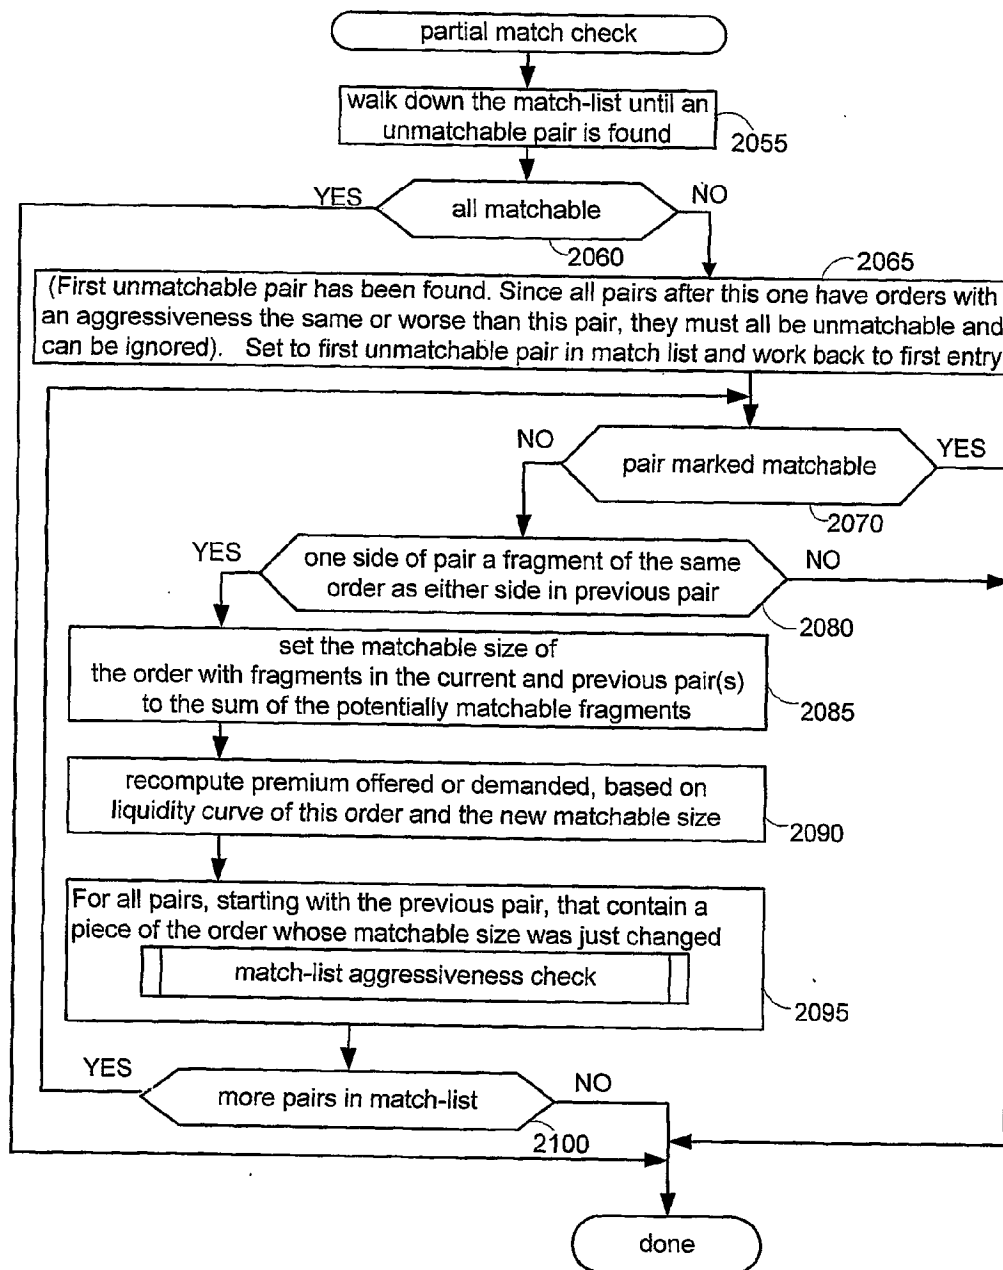 partial match check
walk down the match-list until an
unmatchable pair is found
2055
YES
NO
all matchable
2060
2065
(First unmatchable pair has been found. Since all pairs after this one have orders with
an aggressiveness the same or worse than this pair, they must all be unmatchable and
can be ignored). Set to first unmatchable pair in match list and work back to first entry
NO
YES
pair marked matchable
2070
YES
one side of pair a fragment of the same
order as either side in previous pair
NO
2080
set the matchable size of
the order with fragments in the current and previous pair(s)
to the sum of the potentially matchable fragments
2085
recompute premium offered or demanded, based on
liquidity curve of this order and the new matchable size
2090
For all pairs, starting with the previous pair, that contain a
piece of the order whose matchable size was just changed
match-list aggressiveness check
2095
YES
NO
more pairs in match-list
2100
done